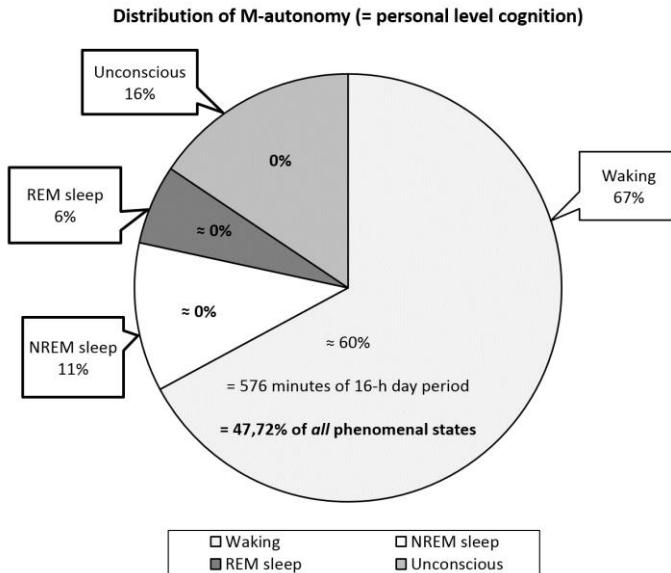 Distribution of M-autonomy (= personal level cognition)
Unconscious
16%
0%
Waking
67%
REM sleep
6%
≈ 0%
≈ 0%
NREM sleep
11%
≈ 60%
= 576 minutes of 16-h day period
= 47,72% of all phenomenal states
Waking
NREM sleep
REM sleep
Unconscious